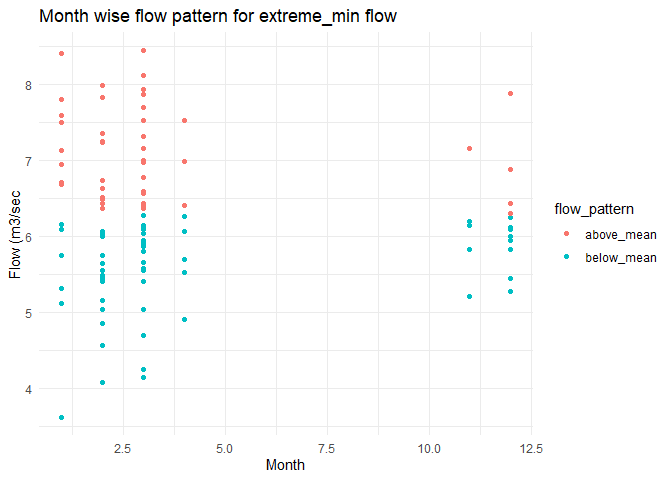 Month wise flow pattern for extreme_min flow
8
7
6
5
4
Flow (m3/sec
2.5 5.0 7.5 10.0 12.5
Month
flow_pattern
above_mean
below_mean